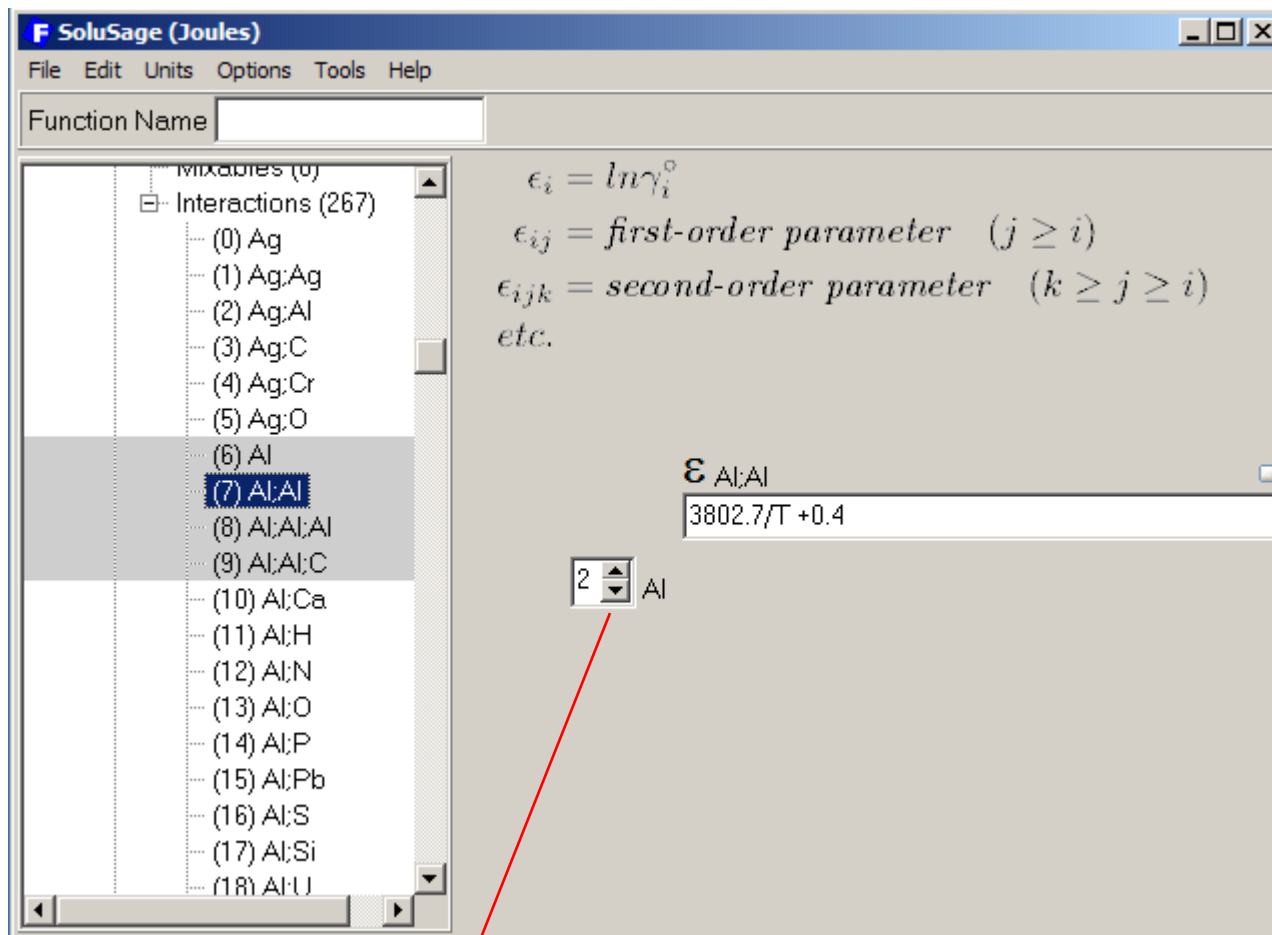 SoluSage (Joules)
File Edit Units Options Tools Help
Function Name
Mixables (0)
Interactions (267)
(0) Ag
(1) Ag;Ag
(2) Ag;Al
(3) Ag;C
(4) Ag;Cr
(5) Ag;O
(6) Al
(7) Al;Al
(8) Al;Al;Al
(9) Al;Al;C
(10) Al;Ca
(11) Al;H
(12) Al;N
(13) Al;O
(14) Al;P
(15) Al;Pb
(16) Al;S
(17) Al;Si
(18) Al;U
ϵᵢ = lnγᵢ°
ϵᵢⱼ = first-order parameter (j ≥ i)
ϵᵢⱼₖ = second-order parameter (k ≥ j ≥ i)
etc.
ε Al;Al
3802.7/T +0.4
2 Al